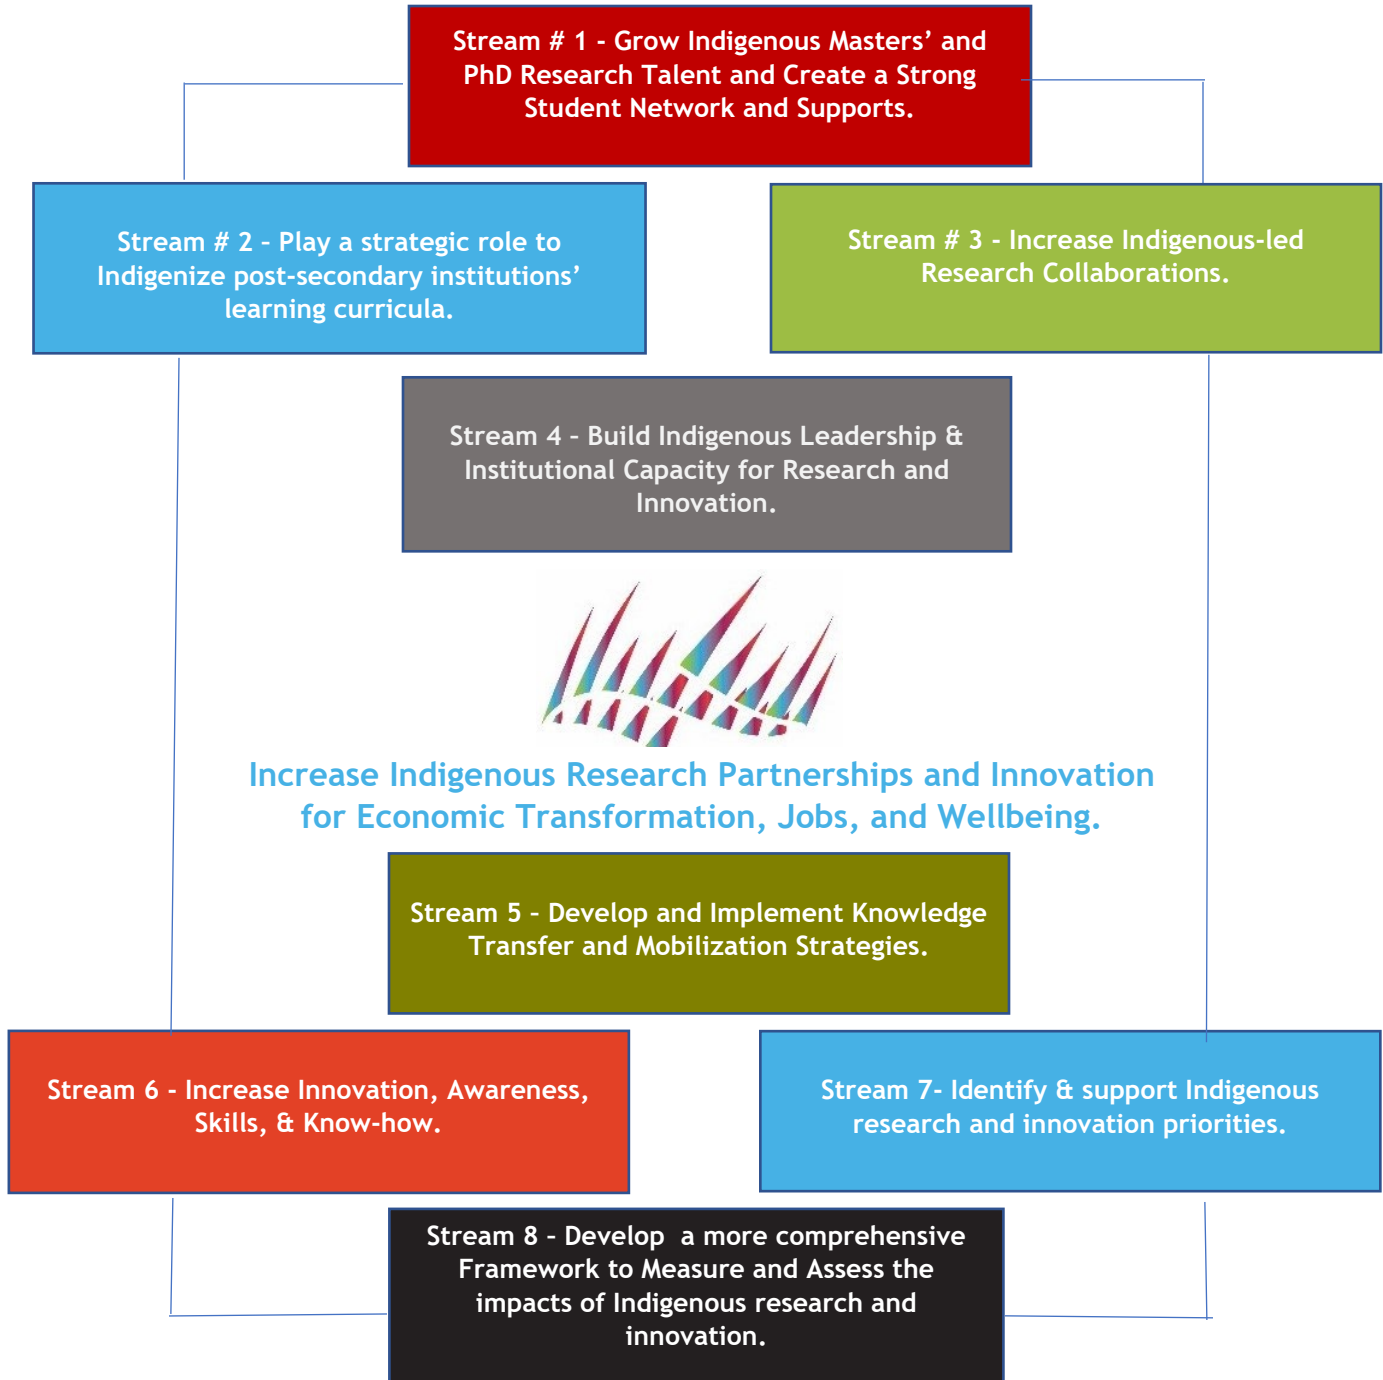 Stream # 1 - Grow Indigenous Masters’ and
PhD Research Talent and Create a Strong
Student Network and Supports.
Stream # 2 – Play a strategic role to
Indigenize post-secondary institutions’
learning curricula.
Stream # 3 - Increase Indigenous-led
Research Collaborations.
Stream 4 – Build Indigenous Leadership &
Institutional Capacity for Research and
Innovation.
Increase Indigenous Research Partnerships and Innovation
for Economic Transformation, Jobs, and Wellbeing.
Stream 5 – Develop and Implement Knowledge
Transfer and Mobilization Strategies.
Stream 6 - Increase Innovation, Awareness,
Skills, & Know-how.
Stream 7- Identify & support Indigenous
research and innovation priorities.
Stream 8 – Develop  a more comprehensive
Framework to Measure and Assess the
impacts of Indigenous research and
innovation.